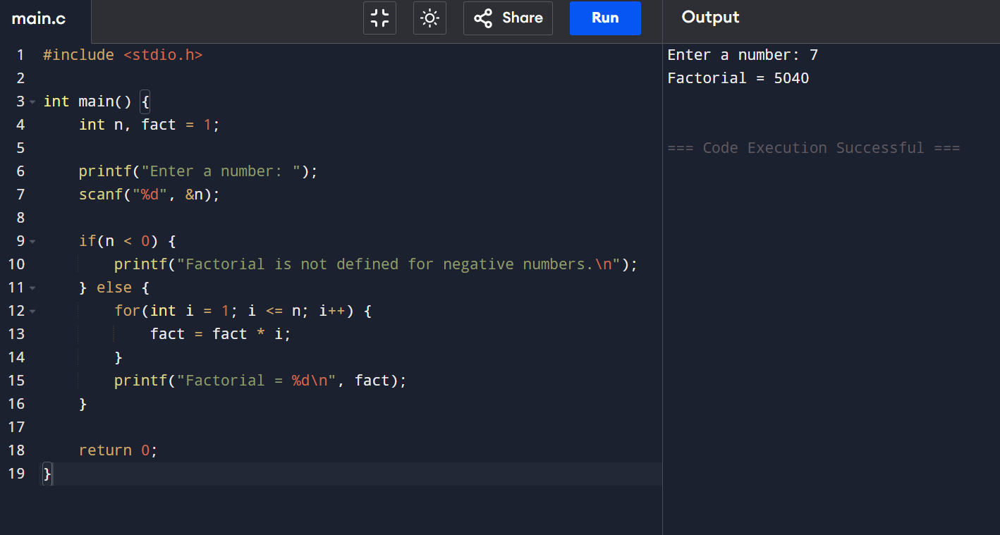 main.c
Share
Run
Output
1 #include <stdio.h>
2
3 int main() {
4     int n, fact = 1;
5
6     printf("Enter a number: ");
7     scanf("%d", &n);
8
9     if(n < 0) {
10         printf("Factorial is not defined for negative numbers.\n");
11     } else {
12         for(int i = 1; i <= n; i++) {
13             fact = fact * i;
14         }
15         printf("Factorial = %d\n", fact);
16     }
17
18     return 0;
19 }
Enter a number: 7
Factorial = 5040
=== Code Execution Successful ===